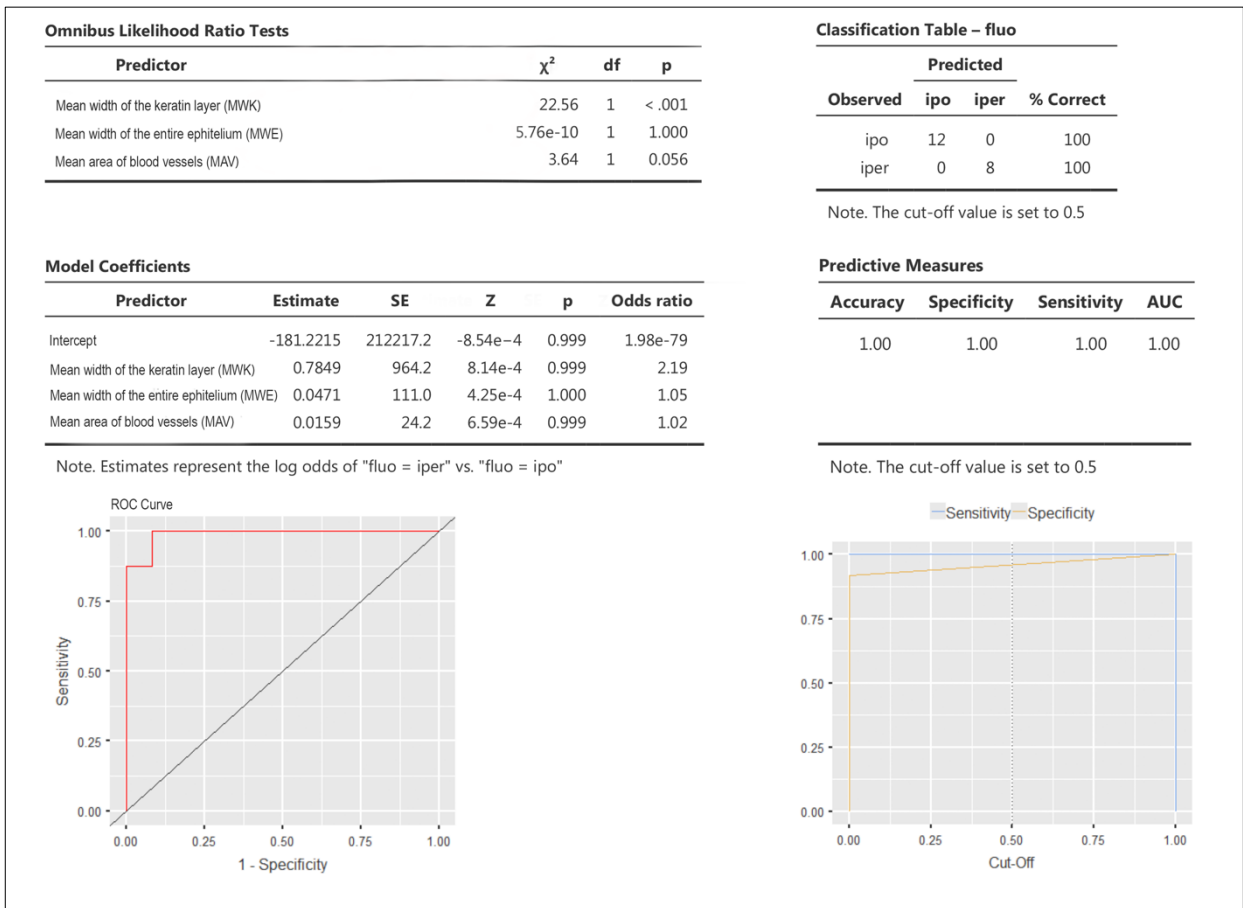 Omnibus Likelihood Ratio Tests
Predictor χ² df p
Mean width of the keratin layer (MWK) 22.56 1 < .001
Mean width of the entire ephitelium (MWE) 5.76e-10 1 1.000
Mean area of blood vessels (MAV) 3.64 1 0.056
Classification Table – fluo
Predicted
Observed ipo iper % Correct
ipo 12 0 100
iper 0 8 100
Note. The cut-off value is set to 0.5
Model Coefficients
Predictor Estimate SE Z p Odds ratio
Intercept -181.2215 212217.2 -8.54e−4 0.999 1.98e-79
Mean width of the keratin layer (MWK) 0.7849 964.2 8.14e-4 0.999 2.19
Mean width of the entire ephitelium (MWE) 0.0471 111.0 4.25e-4 1.000 1.05
Mean area of blood vessels (MAV) 0.0159 24.2 6.59e-4 0.999 1.02
Note. Estimates represent the log odds of "fluo = iper" vs. "fluo = ipo"
Predictive Measures
Accuracy Specificity Sensitivity AUC
1.00 1.00 1.00 1.00
Note. The cut-off value is set to 0.5
ROC Curve
1.00
0.75
0.50
0.25
0.00
Sensitivity
0.00 0.25 0.50 0.75 1.00
1 - Specificity
Sensitivity Specificity
1.00
0.75
0.50
0.25
0.00
0.00 0.25 0.50 0.75 1.00
Cut-Off